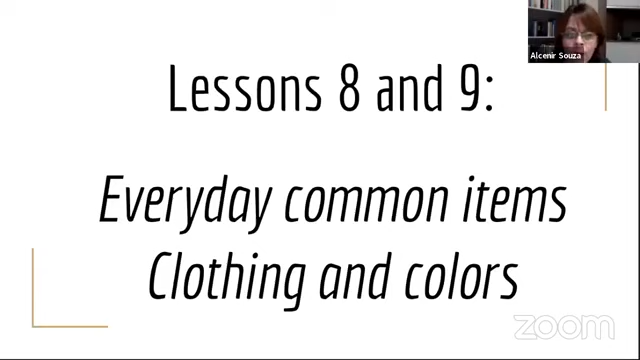 Alcenir Souza
Lessons 8 and 9:
Everyday common items
Clothing and colors
zoom